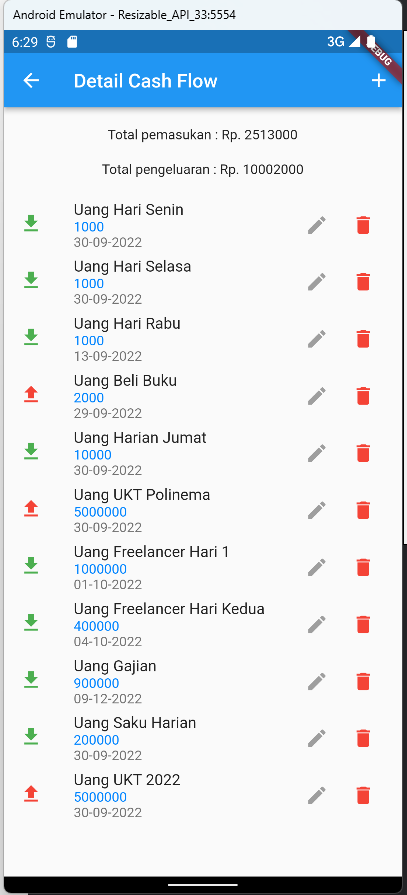 Android Emulator - Resizable_API_33:5554
6:29
3G
DEBUG
Detail Cash Flow
Total pemasukan : Rp. 2513000
Total pengeluaran : Rp. 10002000
Uang Hari Senin
1000
30-09-2022
Uang Hari Selasa
1000
30-09-2022
Uang Hari Rabu
1000
13-09-2022
Uang Beli Buku
2000
29-09-2022
Uang Harian Jumat
10000
30-09-2022
Uang UKT Polinema
5000000
30-09-2022
Uang Freelancer Hari 1
1000000
01-10-2022
Uang Freelancer Hari Kedua
400000
04-10-2022
Uang Gajian
900000
09-12-2022
Uang Saku Harian
200000
30-09-2022
Uang UKT 2022
5000000
30-09-2022